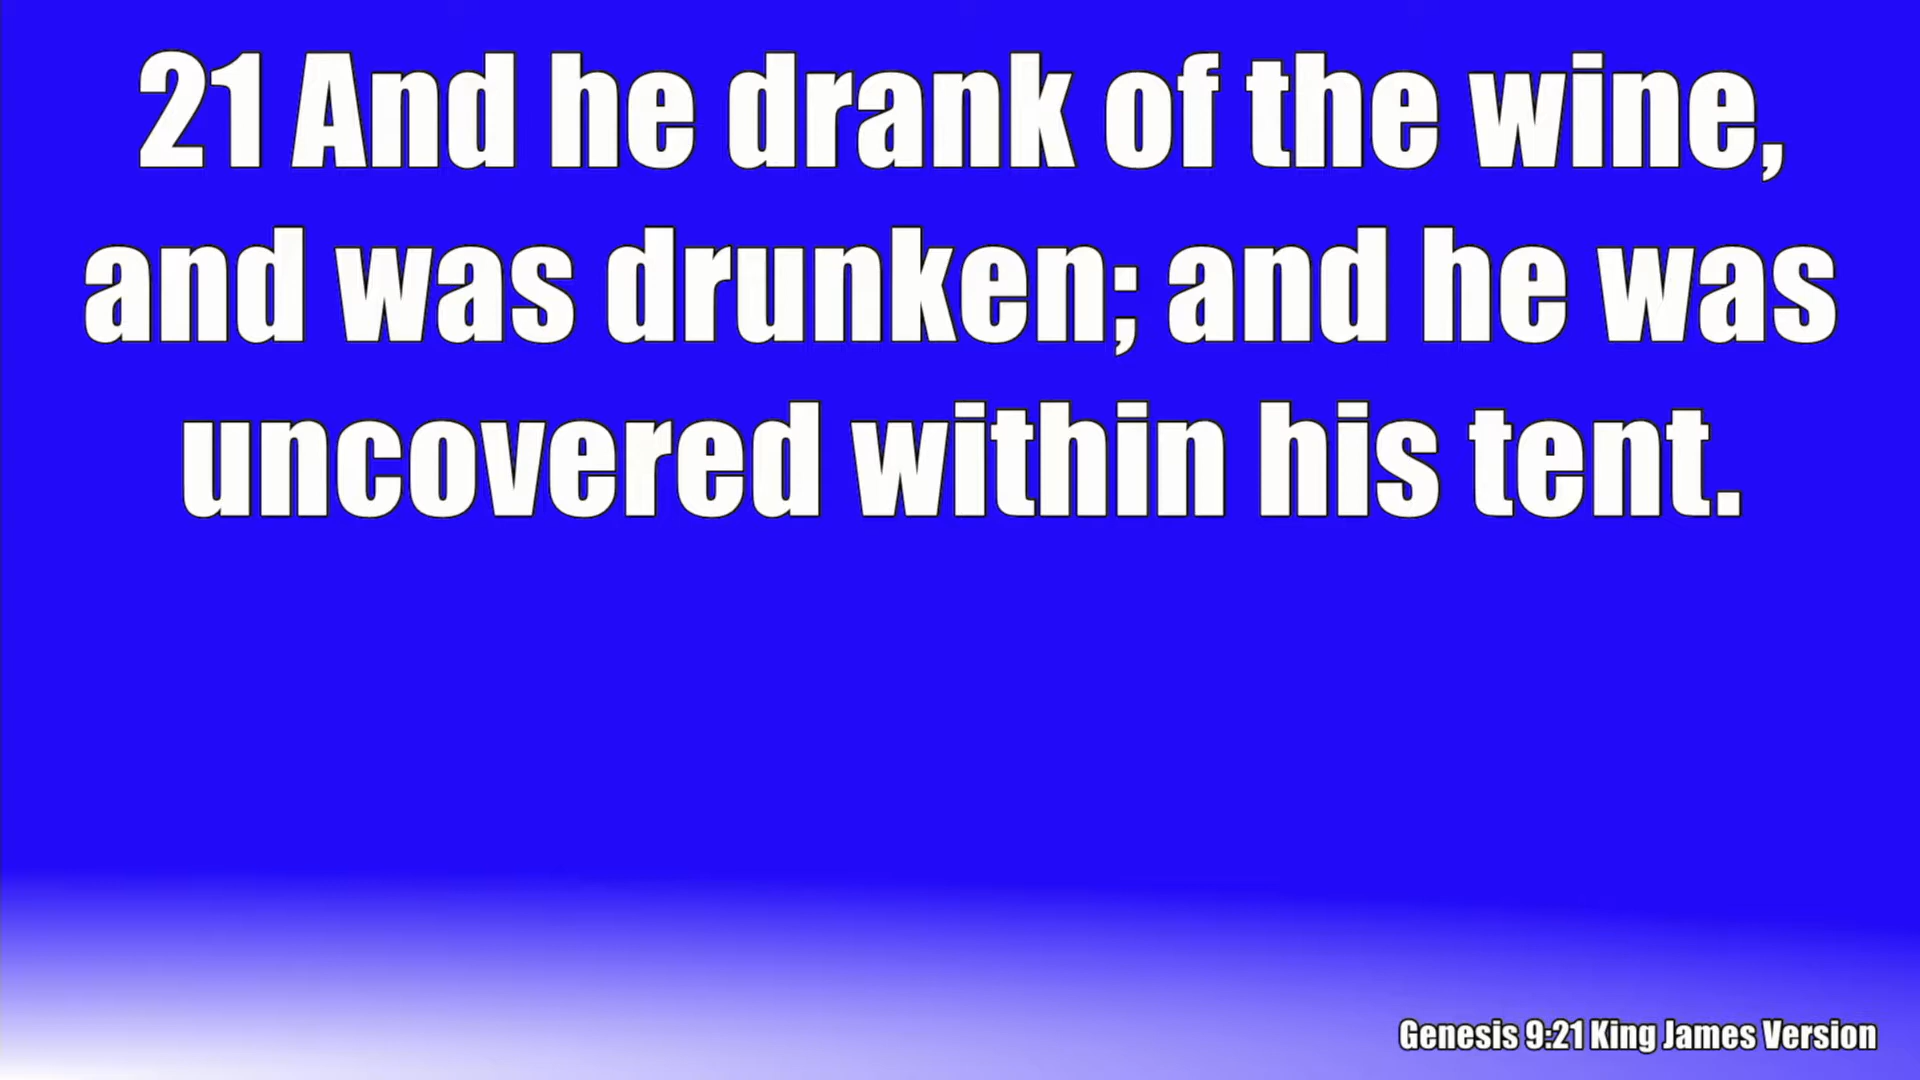 21 And he drank of the wine,
and was drunken; and he was
uncovered within his tent.
Genesis 9:21 King James Version